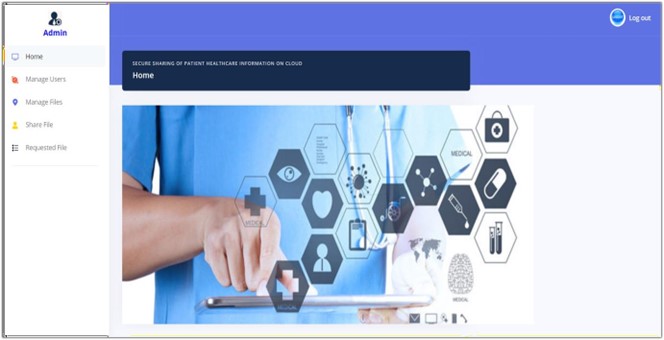 Admin
Home
Manage Users
Manage Files
Share File
Requested File
Log out
SECURE SHARING OF PATIENT HEALTHCARE INFORMATION ON CLOUD
Home
MEDICAL
MEDICAL
MEDICAL